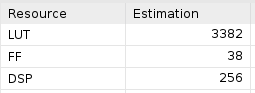 Resource Estimation
LUT 3382
FF 38
DSP 256